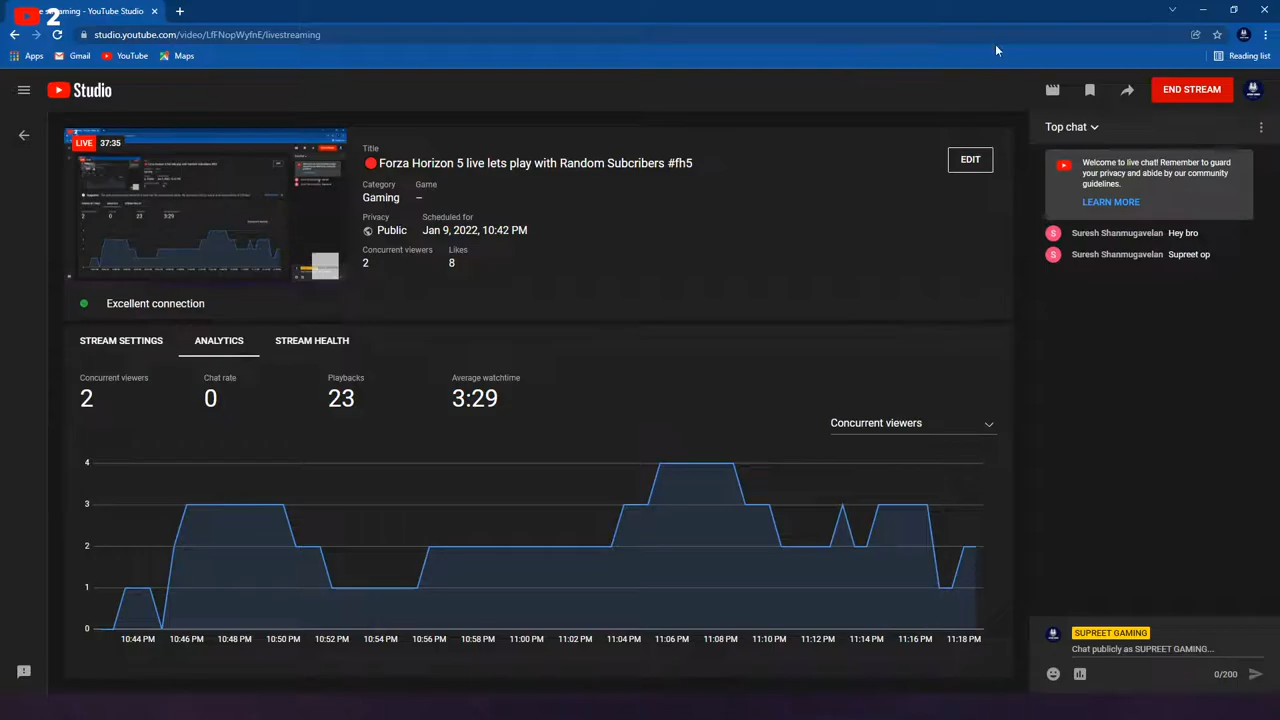 2
e streaming - YouTube Studio
studio.youtube.com/video/LfFNopWyfnE/livestreaming
Apps
Gmail
YouTube
Maps
Reading list
Studio
END STREAM
LIVE 37:35
Title
Forza Horizon 5 live lets play with Random Subcribers #fh5
EDIT
Category
Game
Gaming
–
Privacy
Scheduled for
Public
Jan 9, 2022, 10:42 PM
Concurrent viewers
Likes
2
8
Excellent connection
STREAM SETTINGS
ANALYTICS
STREAM HEALTH
Concurrent viewers
Chat rate
Playbacks
Average watchtime
2
0
23
3:29
Concurrent viewers
4
3
2
1
0
10:44 PM
10:46 PM
10:48 PM
10:50 PM
10:52 PM
10:54 PM
10:56 PM
10:58 PM
11:00 PM
11:02 PM
11:04 PM
11:06 PM
11:08 PM
11:10 PM
11:12 PM
11:14 PM
11:16 PM
11:18 PM
Top chat
Welcome to live chat! Remember to guard
your privacy and abide by our community
guidelines.
LEARN MORE
Suresh Shanmugavelan Hey bro
Suresh Shanmugavelan Supreet op
SUPREET GAMING
Chat publicly as SUPREET GAMING...
0/200